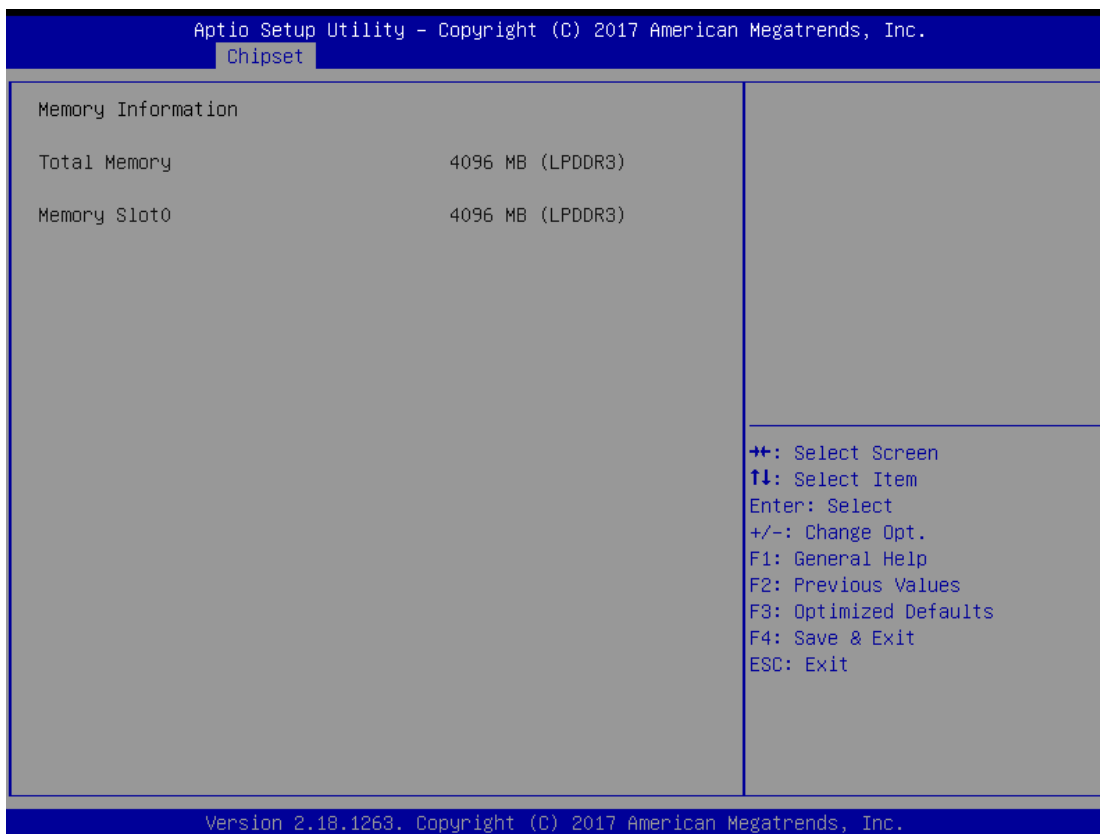 Aptio Setup Utility – Copyright (C) 2017 American Megatrends, Inc.
Chipset
Memory Information
Total Memory 4096 MB (LPDDR3)
Memory Slot0 4096 MB (LPDDR3)
→←: Select Screen
↑↓: Select Item
Enter: Select
+/-: Change Opt.
F1: General Help
F2: Previous Values
F3: Optimized Defaults
F4: Save & Exit
ESC: Exit
Version 2.18.1263. Copyright (C) 2017 American Megatrends, Inc.